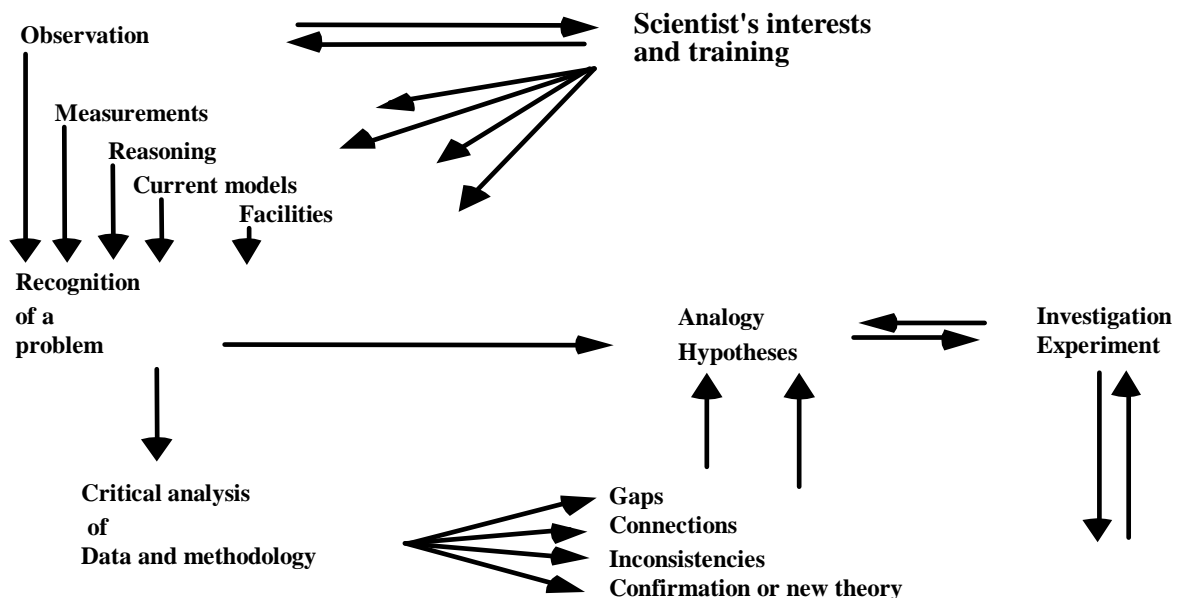 Observation
Scientist's interests
and training
Measurements
Reasoning
Current models
Facilities
Recognition
of a
problem
Analogy
Hypotheses
Investigation
Experiment
Critical analysis
of
Data and methodology
Gaps
Connections
Inconsistencies
Confirmation or new theory